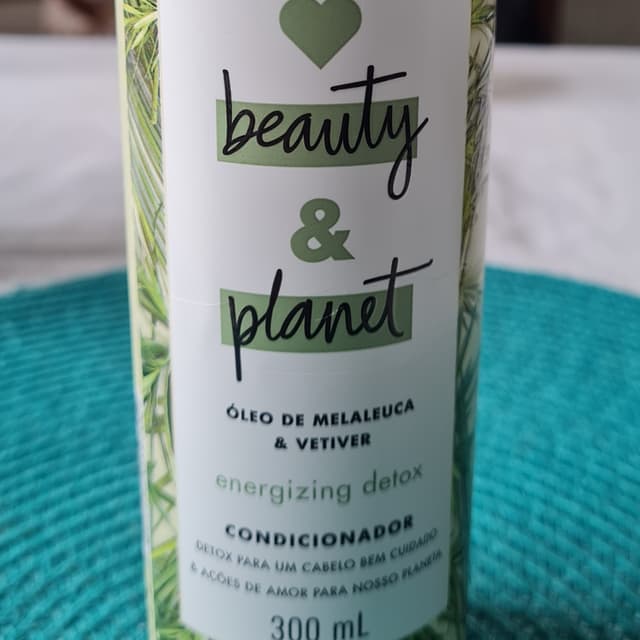 beauty
&
planet
ÓLEO DE MELALEUCA
& VETIVER
energizing detox
CONDICIONADOR
DETOX PARA UM CABELO BEM CUIDADO
& AÇÕES DE AMOR PARA NOSSO PLANETA
300 mL